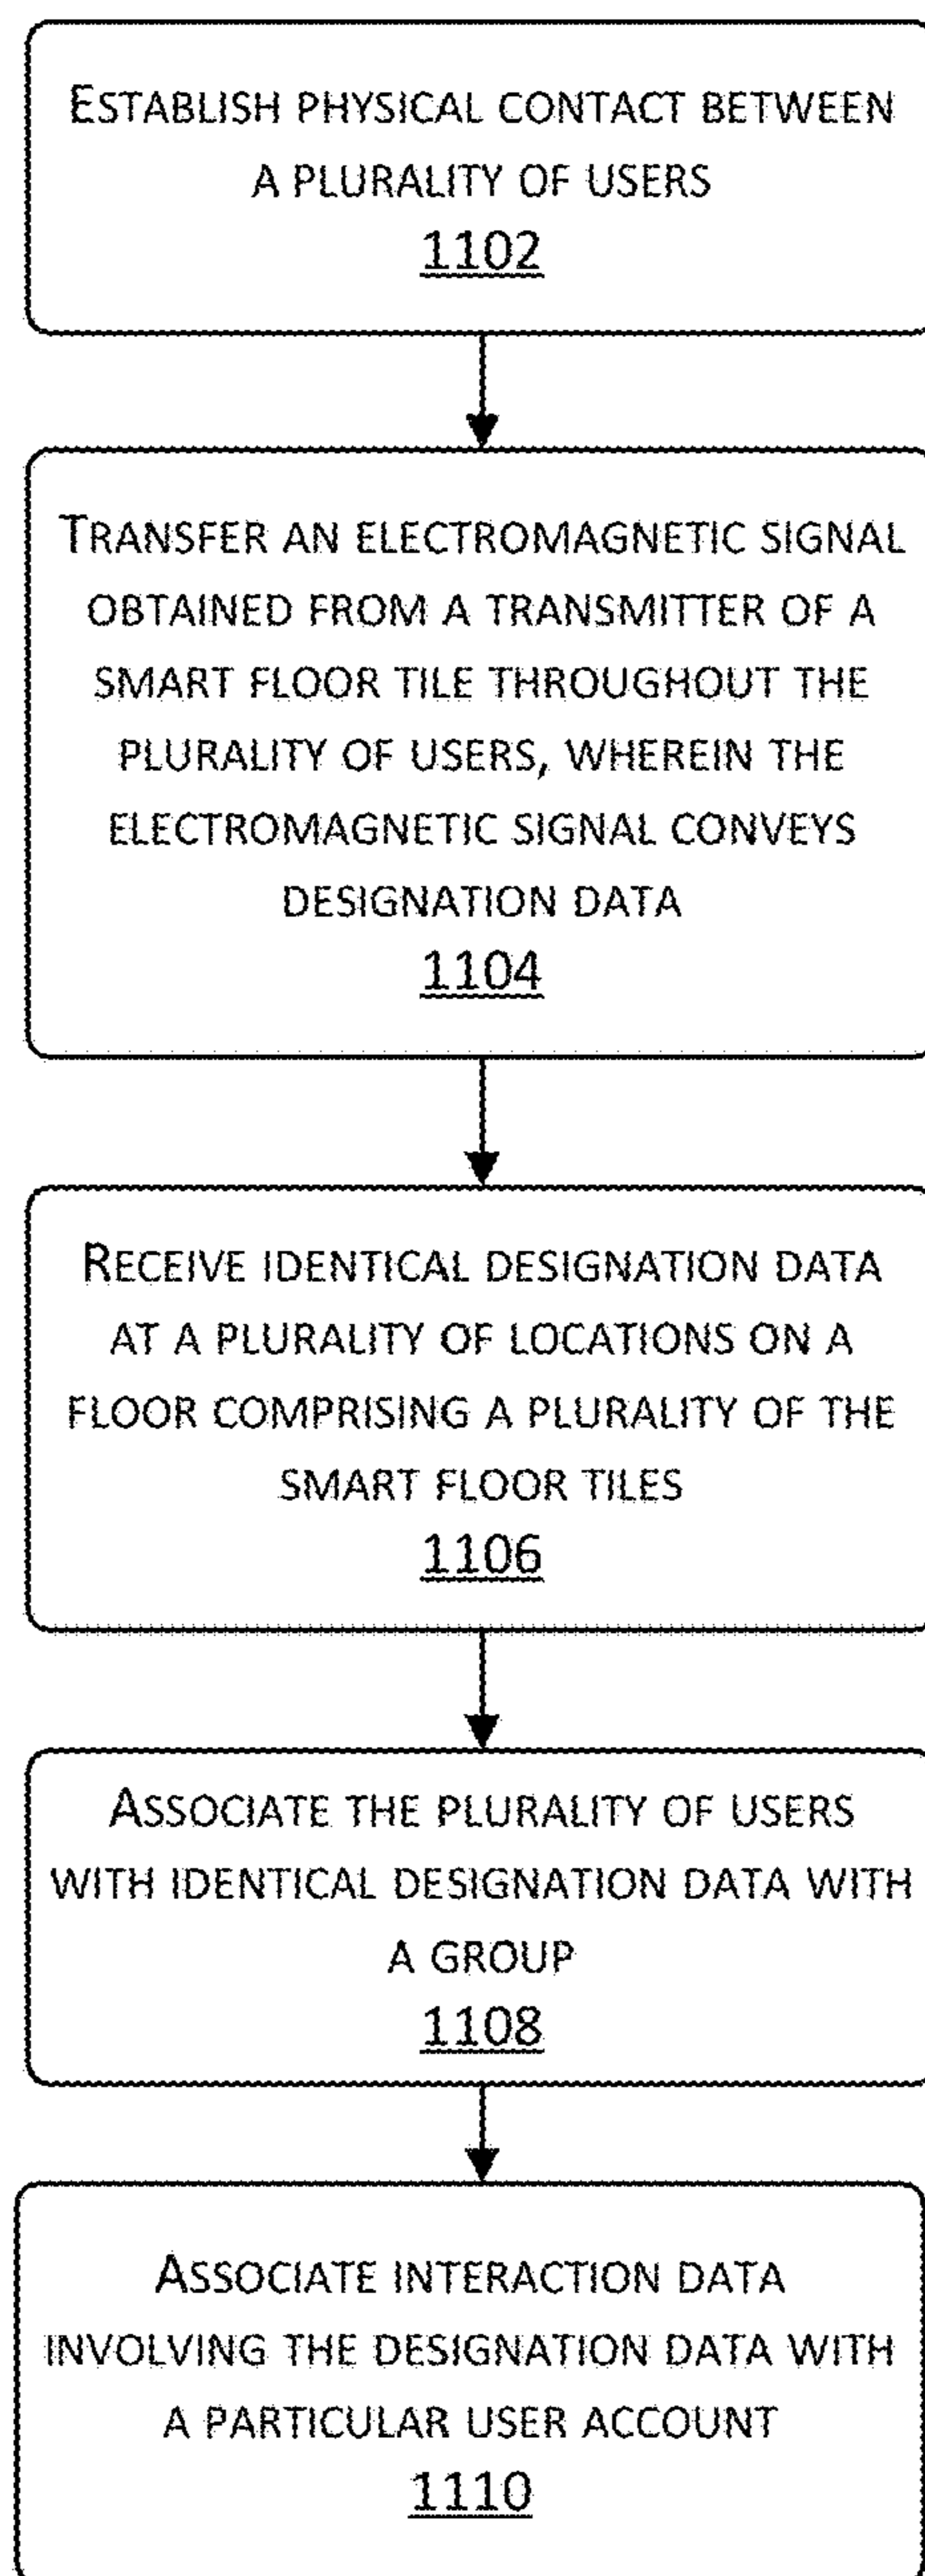 ESTABLISH PHYSICAL CONTACT BETWEEN
A PLURALITY OF USERS
1102
TRANSFER AN ELECTROMAGNETIC SIGNAL
OBTAINED FROM A TRANSMITTER OF A
SMART FLOOR TILE THROUGHOUT THE
PLURALITY OF USERS, WHEREIN THE
ELECTROMAGNETIC SIGNAL CONVEYS
DESIGNATION DATA
1104
RECEIVE IDENTICAL DESIGNATION DATA
AT A PLURALITY OF LOCATIONS ON A
FLOOR COMPRISING A PLURALITY OF THE
SMART FLOOR TILES
1106
ASSOCIATE THE PLURALITY OF USERS
WITH IDENTICAL DESIGNATION DATA WITH
A GROUP
1108
ASSOCIATE INTERACTION DATA
INVOLVING THE DESIGNATION DATA WITH
A PARTICULAR USER ACCOUNT
1110